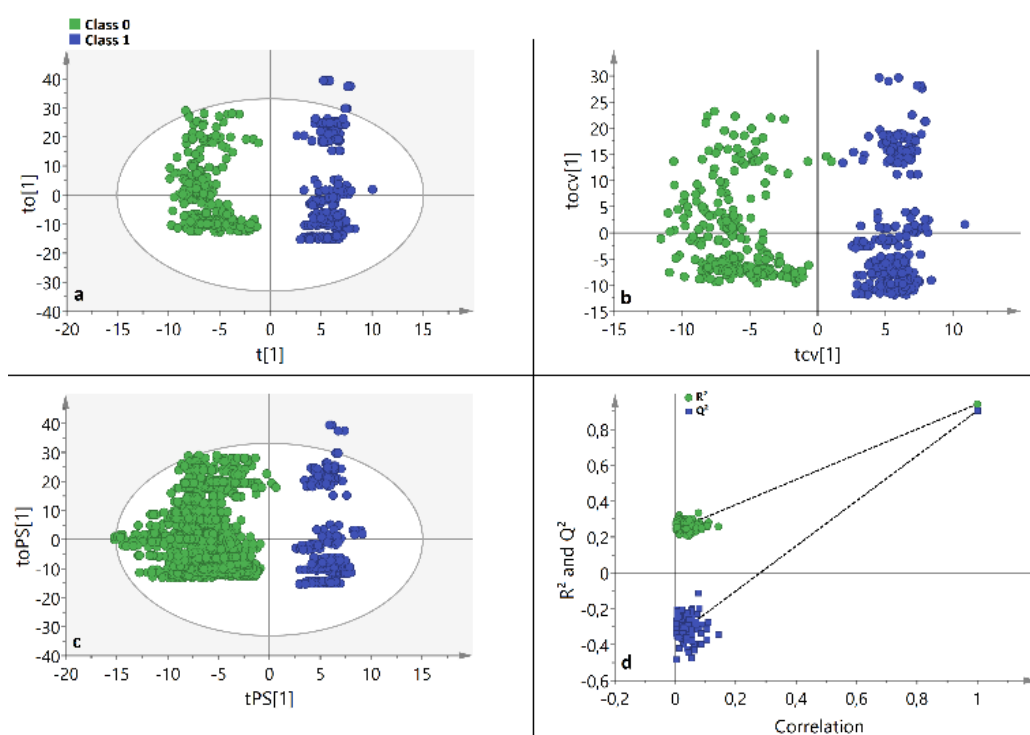 Class 0
Class 1
40
30
20
10
0
-10
-20
-30
-40
to[1]
a
-20 -15 -10 -5 0 5 10 15
t[1]
30
25
20
15
10
5
0
-5
-10
-15
tocv[1]
b
-15 -10 -5 0 5 10
tcv[1]
50
40
30
20
10
0
-10
-20
-30
-40
toPS[1]
c
-20 -15 -10 -5 0 5 10 15
tPS[1]
R²
Q²
0,8
0,6
0,4
0,2
0
-0,2
-0,4
-0,6
R² and Q²
d
-0,2 0 0,2 0,4 0,6 0,8 1
Correlation